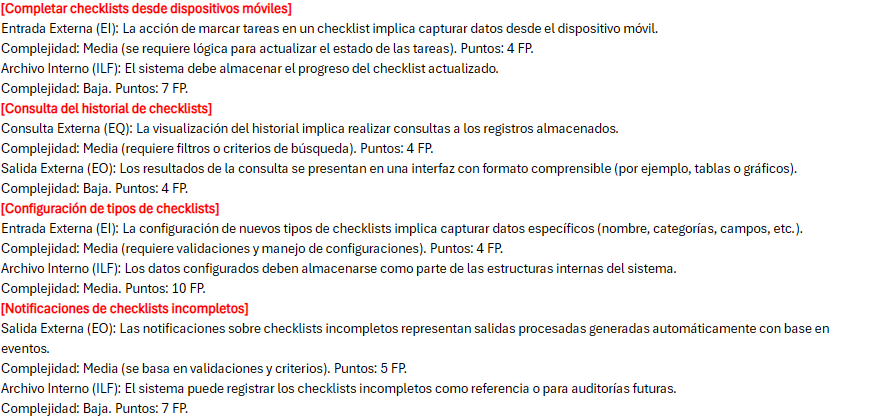 [Completar checklists desde dispositivos móviles]
Entrada Externa (EI): La acción de marcar tareas en un checklist implica capturar datos desde el dispositivo móvil.
Complejidad: Media (se requiere lógica para actualizar el estado de las tareas). Puntos: 4 FP.
Archivo Interno (ILF): El sistema debe almacenar el progreso del checklist actualizado.
Complejidad: Baja. Puntos: 7 FP.
[Consulta del historial de checklists]
Consulta Externa (EQ): La visualización del historial implica realizar consultas a los registros almacenados.
Complejidad: Media (requiere filtros o criterios de búsqueda). Puntos: 4 FP.
Salida Externa (EO): Los resultados de la consulta se presentan en una interfaz con formato comprensible (por ejemplo, tablas o gráficos).
Complejidad: Baja. Puntos: 4 FP.
[Configuración de tipos de checklists]
Entrada Externa (EI): La configuración de nuevos tipos de checklists implica capturar datos específicos (nombre, categorías, campos, etc.).
Complejidad: Media (requiere validaciones y manejo de configuraciones). Puntos: 4 FP.
Archivo Interno (ILF): Los datos configurados deben almacenarse como parte de las estructuras internas del sistema.
Complejidad: Media. Puntos: 10 FP.
[Notificaciones de checklists incompletos]
Salida Externa (EO): Las notificaciones sobre checklists incompletos representan salidas procesadas generadas automáticamente con base en
eventos.
Complejidad: Media (se basa en validaciones y criterios). Puntos: 5 FP.
Archivo Interno (ILF): El sistema puede registrar los checklists incompletos como referencia o para auditorías futuras.
Complejidad: Baja. Puntos: 7 FP.